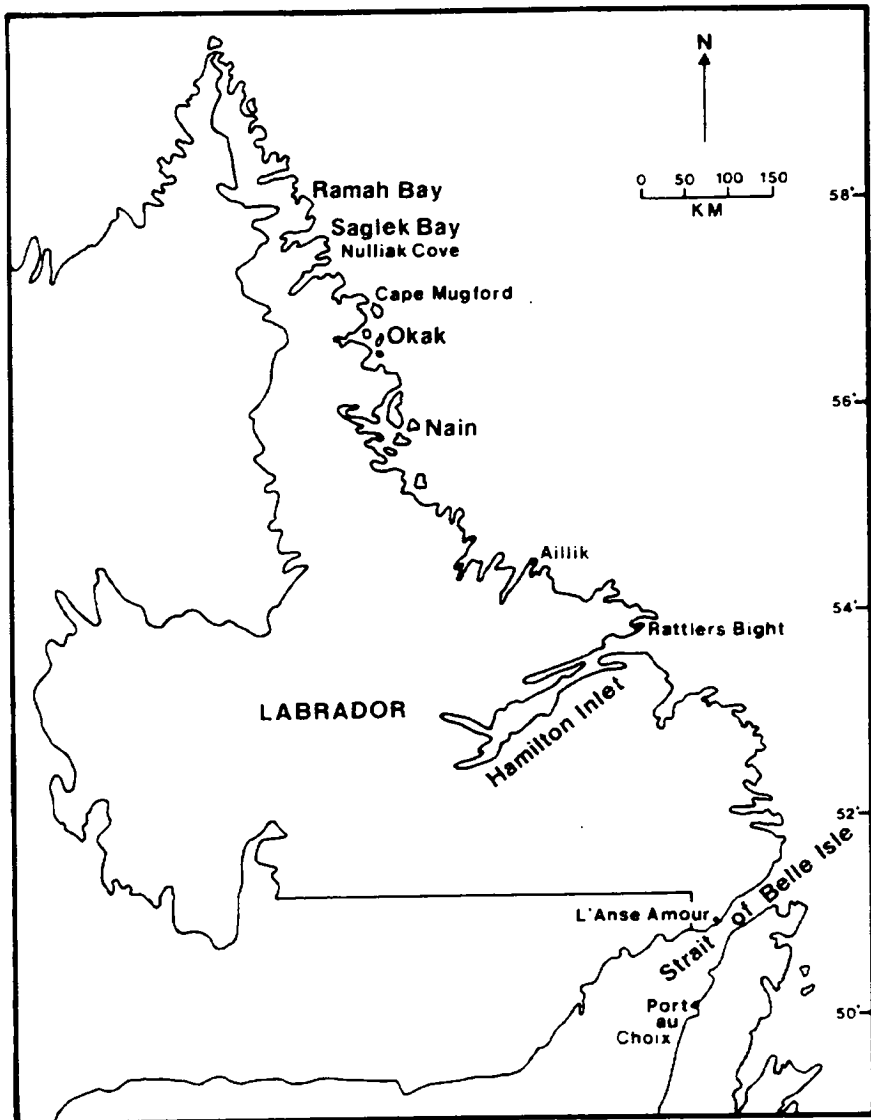 N
0 50 100 150
KM
58°
Ramah Bay
Saglek Bay
Nulliak Cove
Cape Mugford
Okak
56°
Nain
Aillik
54°
Rattlers Bight
LABRADOR
Hamilton Inlet
52°
Strait of Belle Isle
L'Anse Amour
50°
Port
au
Choix